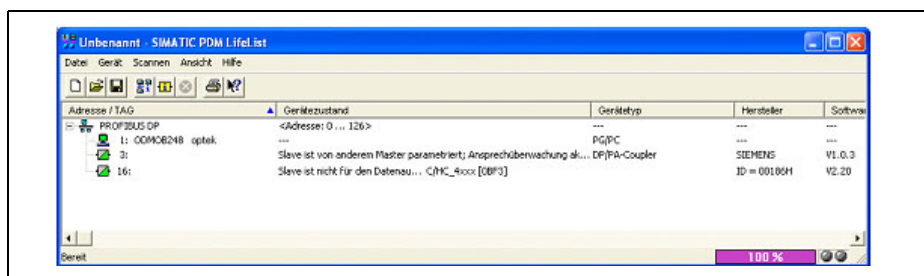 Unbenannt - SIMATIC PDM LifeList
Datei Gerät Scannen Ansicht Hilfe
Adresse / TAG Gerätezustand Gerätetyp Hersteller Softwar
PROFIBUS DP <Adresse: 0 ... 126> --- --- ---
1: ODMOB248 optek --- PG/PC --- ---
3: Slave ist von anderem Master parametriert; Ansprechüberwachung ak... DP/PA-Coupler SIEMENS V1.0.3
16: Slave ist nicht für den Datenau... C/HC_4xxx [0BF3] ID = 00186H V2.20
Bereit 100 %